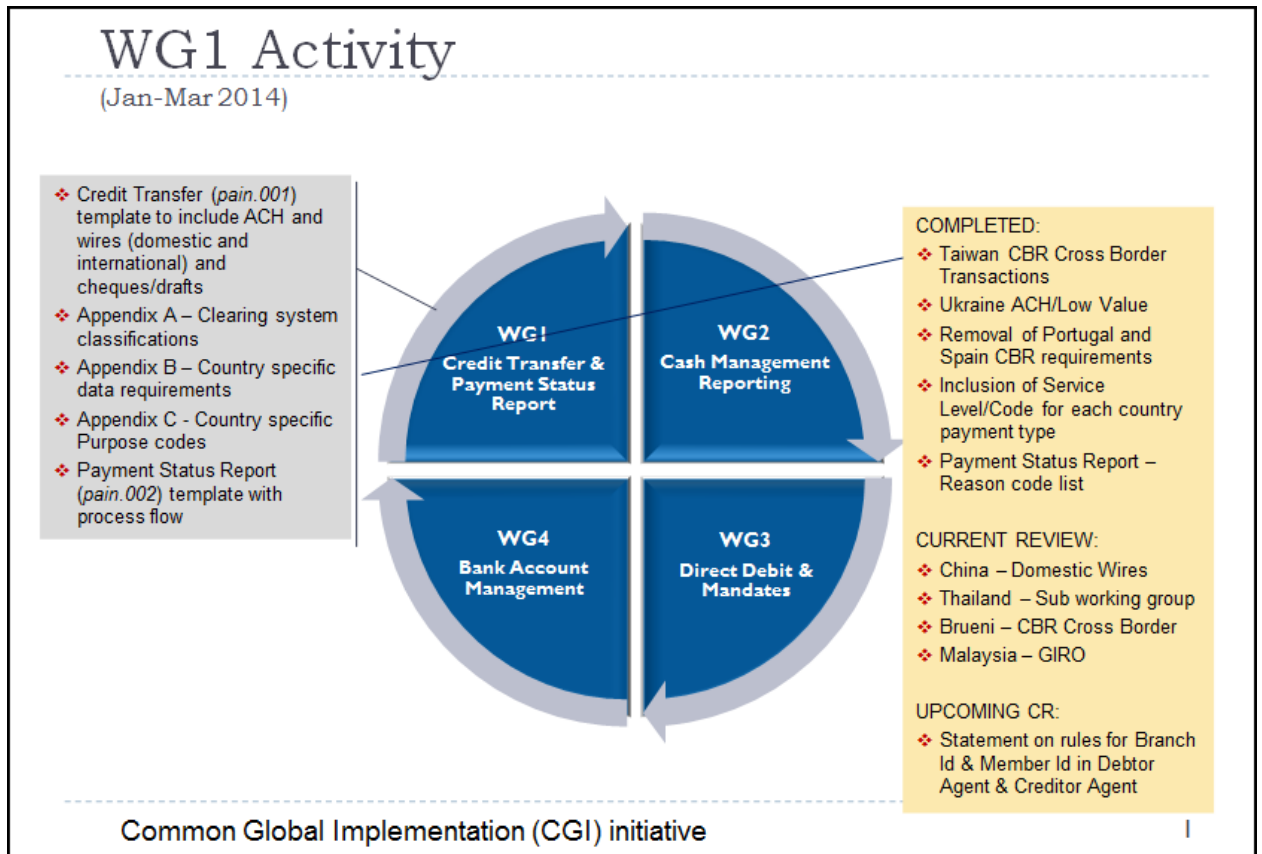 WG1 Activity
(Jan-Mar 2014)
❖ Credit Transfer (pain.001)
template to include ACH and
wires (domestic and
international) and
cheques/drafts
❖ Appendix A – Clearing system
classifications
❖ Appendix B – Country specific
data requirements
❖ Appendix C - Country specific
Purpose codes
❖ Payment Status Report
(pain.002) template with
process flow
WG1
Credit Transfer &
Payment Status
Report
WG2
Cash Management
Reporting
WG4
Bank Account
Management
WG3
Direct Debit &
Mandates
COMPLETED:
❖ Taiwan CBR Cross Border
Transactions
❖ Ukraine ACH/Low Value
❖ Removal of Portugal and
Spain CBR requirements
❖ Inclusion of Service
Level/Code for each country
payment type
❖ Payment Status Report –
Reason code list
CURRENT REVIEW:
❖ China – Domestic Wires
❖ Thailand – Sub working group
❖ Brueni – CBR Cross Border
❖ Malaysia – GIRO
UPCOMING CR:
❖ Statement on rules for Branch
Id & Member Id in Debtor
Agent & Creditor Agent
Common Global Implementation (CGI) initiative
1